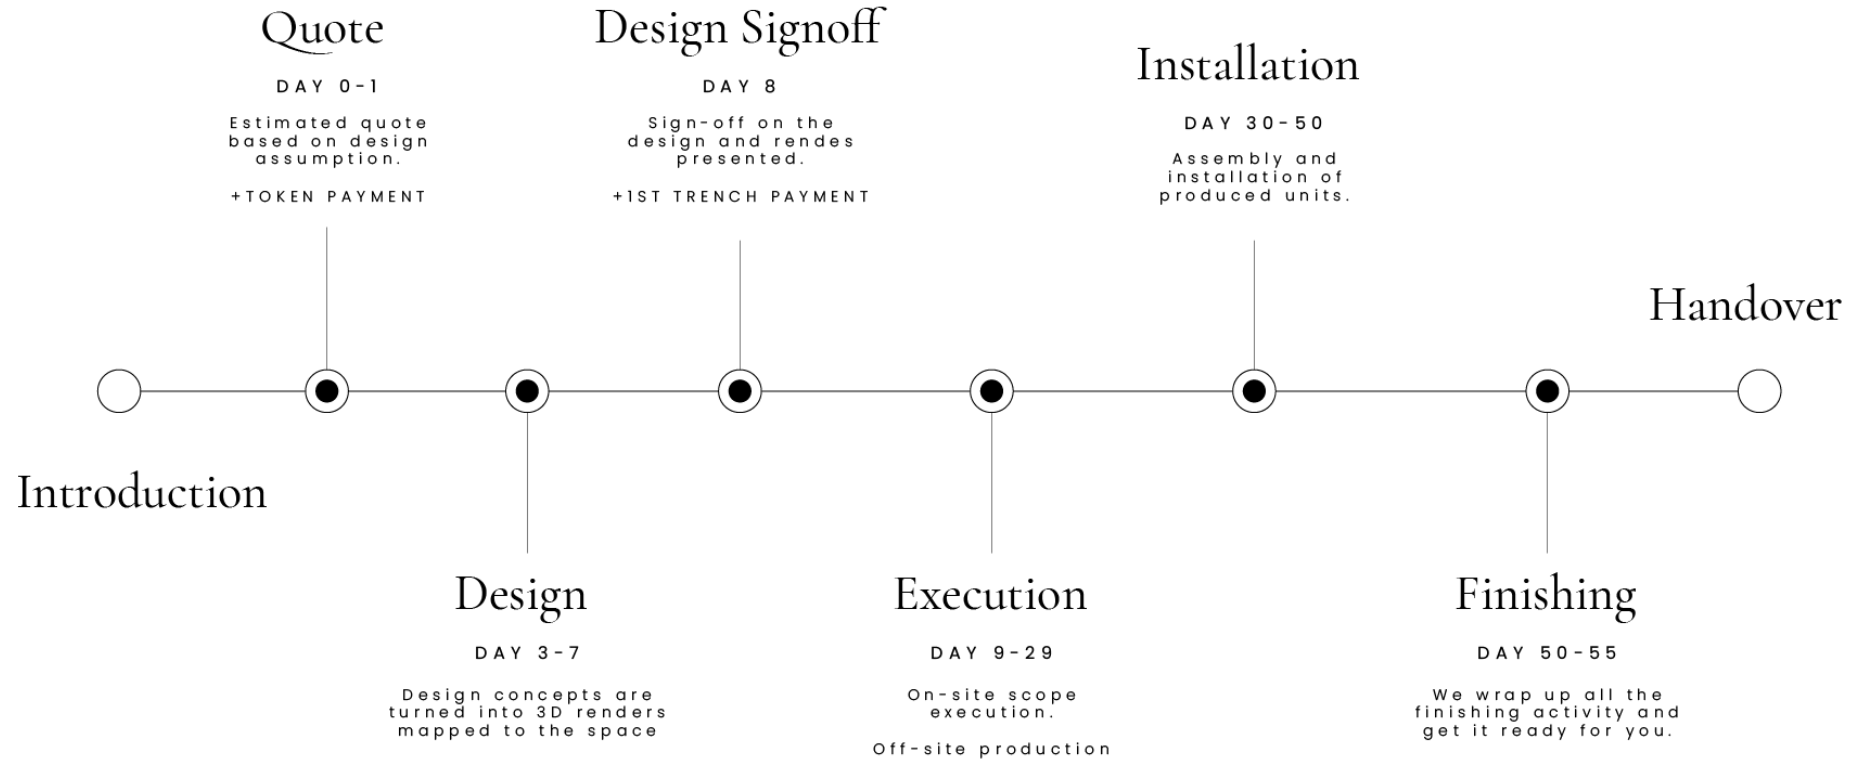 Quote
DAY 0-1
Estimated quote
based on design
assumption.
+TOKEN PAYMENT
Design Signoff
DAY 8
Sign-off on the
design and rendes
presented.
+1ST TRENCH PAYMENT
Installation
DAY 30-50
Assembly and
installation of
produced units.
Handover
Introduction
Design
DAY 3-7
Design concepts are
turned into 3D renders
mapped to the space
Execution
DAY 9-29
On-site scope
execution.
Off-site production
Finishing
DAY 50-55
We wrap up all the
finishing activity and
get it ready for you.